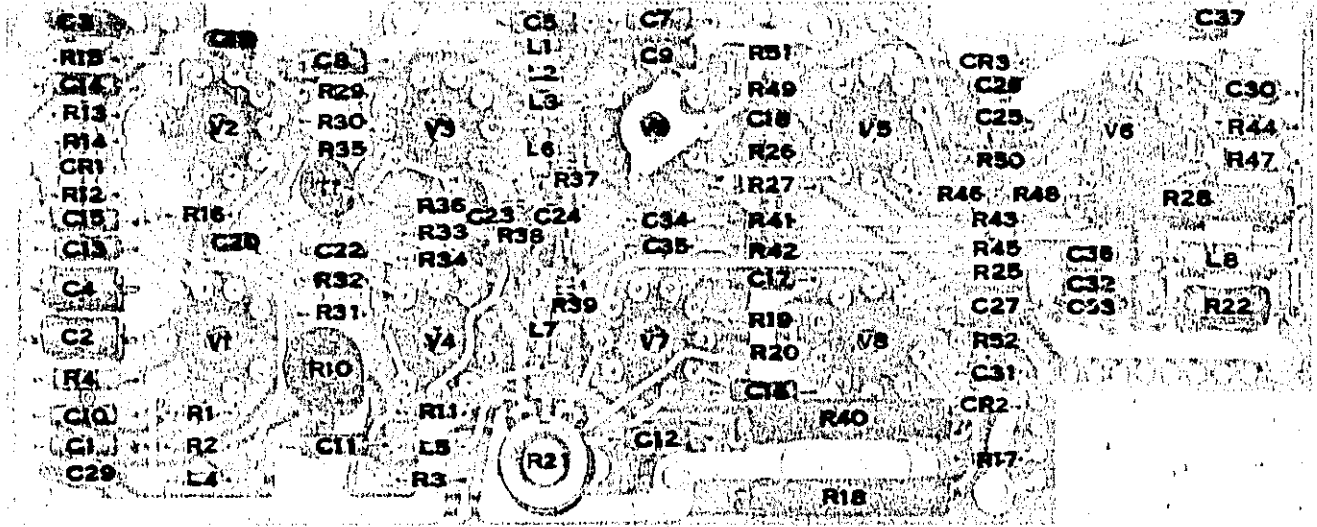 C3 C5 C7 C37
R15 L1 C9 R51 CR3
C14 C8 L2 R49 C26 C30
R13 R29 L3 C18 C25 R44
R14 V2 R30 V3 V5 V6
CR1 R35 L6 R26 R50 R47
R12 R37 R27 R46 R48 R28
C15 R16 R36 C23 C24 C34 R41 R43
C13 C20 C22 R33 R38 C35 R42 R45 C36 L8
C4 R32 R34 C17 R25 C32
R31 R39 R19 C27 C33 R22
C2 V1 V4 L7 V7 R20 V8 R52
R4 R10 C31
C10 R1 R11 R40 CR2
C1 R2 C11 L5 C12
C29 L4 R3 R21 R18 R17